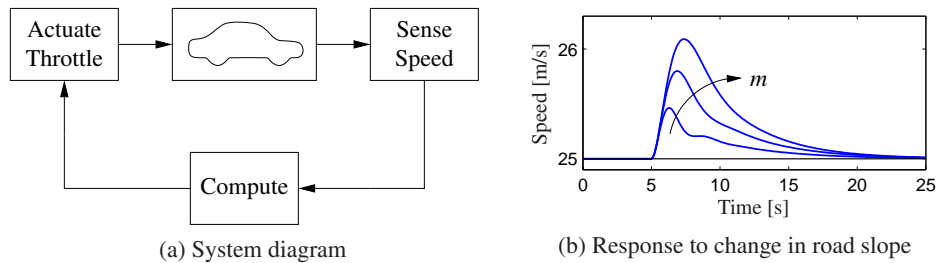 Actuate
Throttle
Sense
Speed
Compute
(a) System diagram
Speed [m/s]
26
25
m
0
5
10
15
20
25
Time [s]
(b) Response to change in road slope